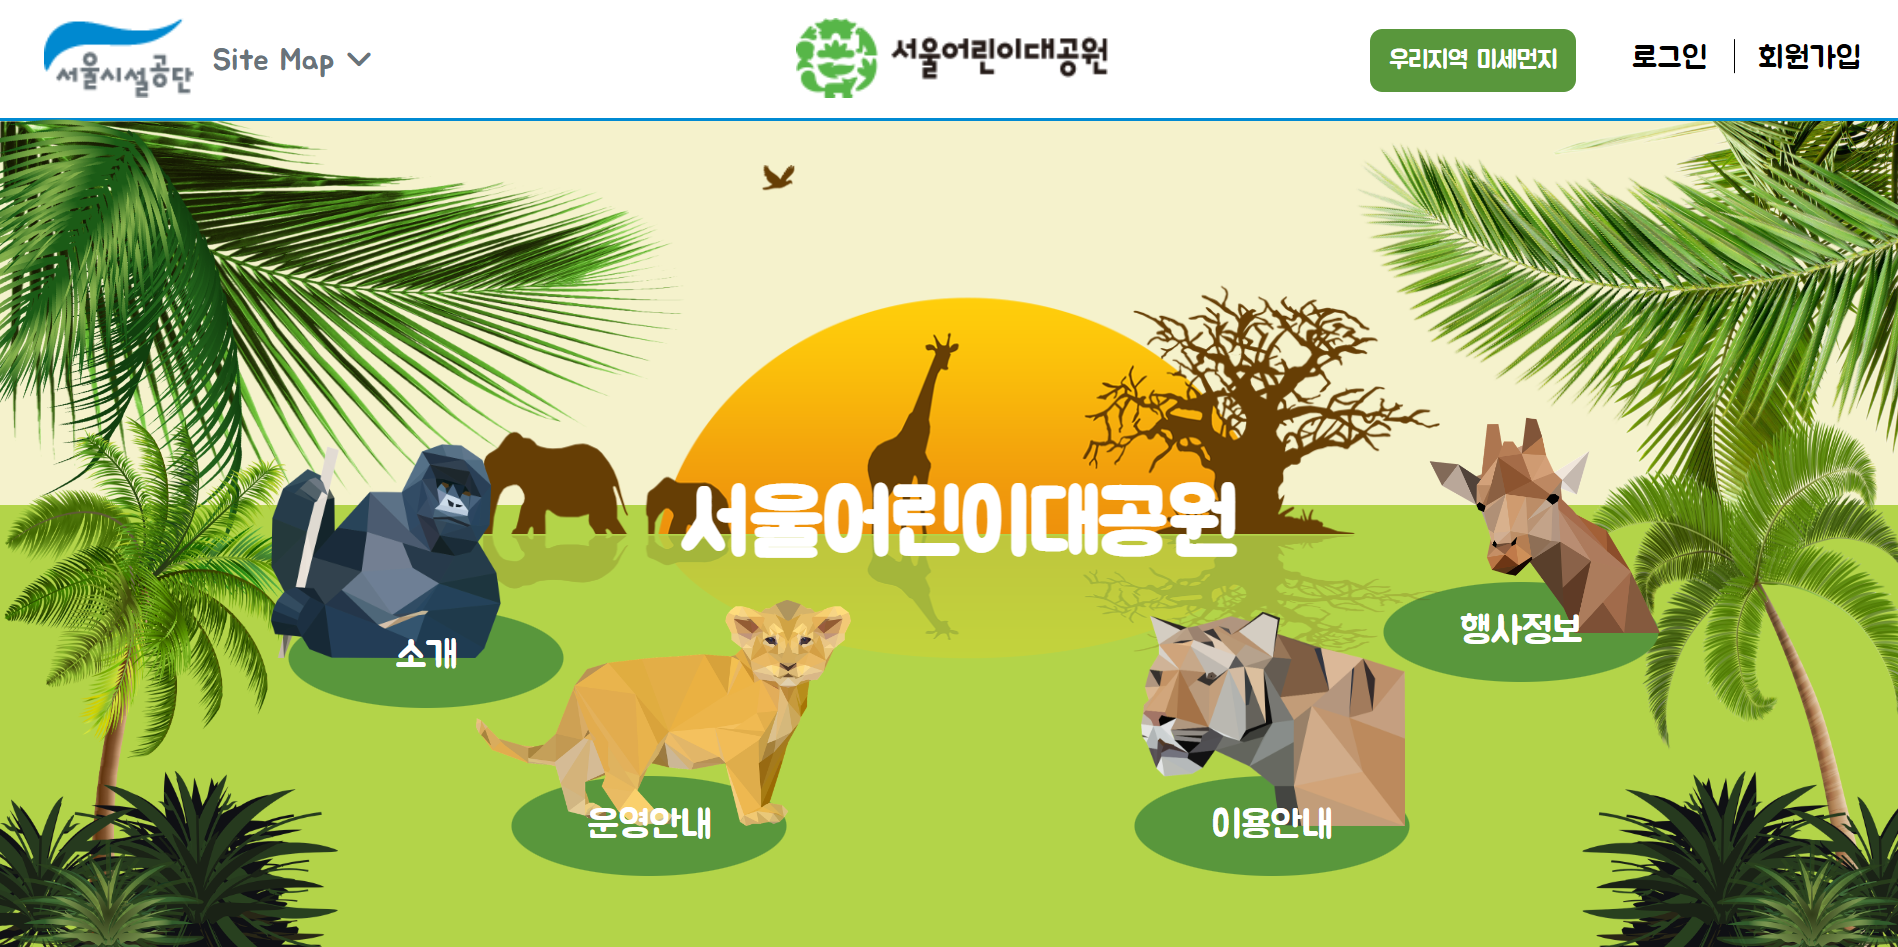 서울시설공단
Site Map
서울어린이대공원
우리지역 미세먼지
로그인
회원가입
서울어린이대공원
소개
행사정보
운영안내
이용안내